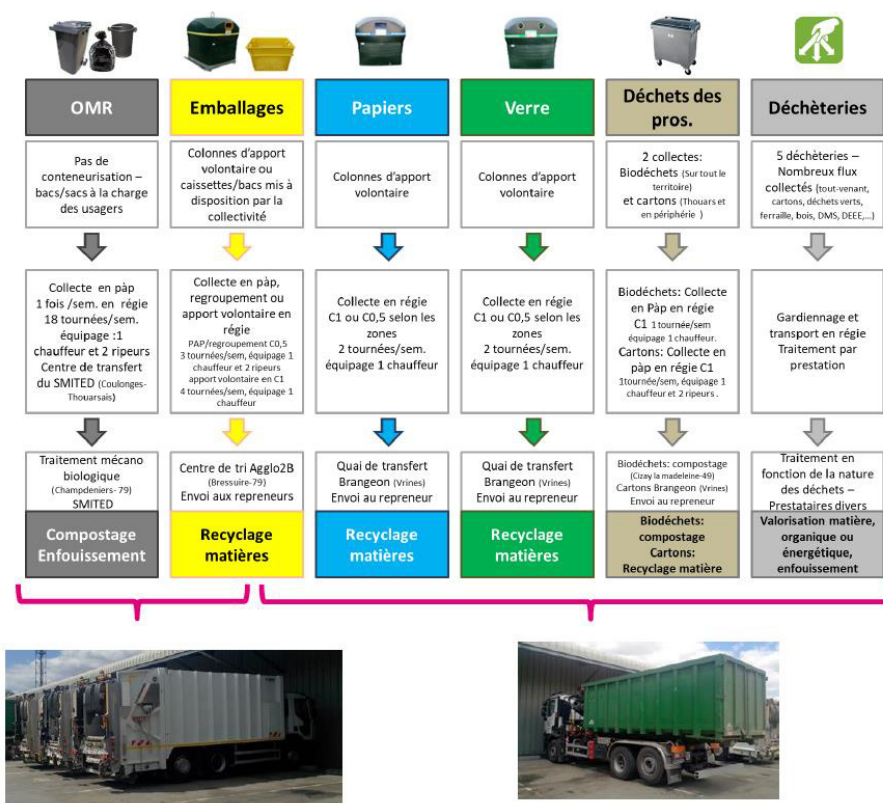 OMR
Pas de
conteneurisation –
bacs/sacs à la charge
des usagers
Collecte en pàp
1 fois /sem. en régie
18 tournées/sem.
équipage :1
chauffeur et 2 ripeurs
Centre de transfert
du SMITED (Coulonges-
Thouarsais)
Traitement mécano
biologique
(Champdeniers- 79)
SMITED
Compostage
Enfouissement
Emballages
Colonnes d’apport
volontaire ou
caissettes/bacs mis à
disposition par la
collectivité
Collecte en pàp,
regroupement ou
apport volontaire en
régie
PAP/regroupement C0,5
3 tournées/sem, équipage 1
chauffeur et 2 ripeurs
apport volontaire en C1
4 tournées/sem, équipage 1
chauffeur
Centre de tri Agglo2B
(Bressuire-79)
Envoi aux repreneurs
Recyclage
matières
Papiers
Colonnes d’apport
volontaire
Collecte en régie
C1 ou C0,5 selon les
zones
2 tournées/sem.
équipage 1 chauffeur
Quai de transfert
Brangeon (Vrines)
Envoi au repreneur
Recyclage
matières
Verre
Colonnes d’apport
volontaire
Collecte en régie
C1 ou C0,5 selon les
zones
2 tournées/sem.
équipage 1 chauffeur
Quai de transfert
Brangeon (Vrines)
Envoi au repreneur
Recyclage
matières
Déchets des
pros.
2 collectes:
Biodéchets (Sur tout le
territoire)
et cartons (Thouars et
en périphérie )
Biodéchets: Collecte
en Pàp en régie
C1 1 tournée/sem
équipage 1 chauffeur.
Cartons: Collecte en
pàp en régie C1
1tournée/sem, équipage 1
chauffeur et 2 ripeurs .
Biodéchets: compostage
(Cizay la madeleine-49)
Cartons Brangeon (Vrines)
Envoi au repreneur
Biodéchets:
compostage
Cartons:
Recyclage matière
Déchèteries
5 déchèteries –
Nombreux flux
collectés (tout-venant,
cartons, déchets verts,
ferraille, bois, DMS, DEEE,...)
Gardiennage et
transport en régie
Traitement par
prestation
Traitement en
fonction de la nature
des déchets –
Prestataires divers
Valorisation matière,
organique ou
énergétique,
enfouissement